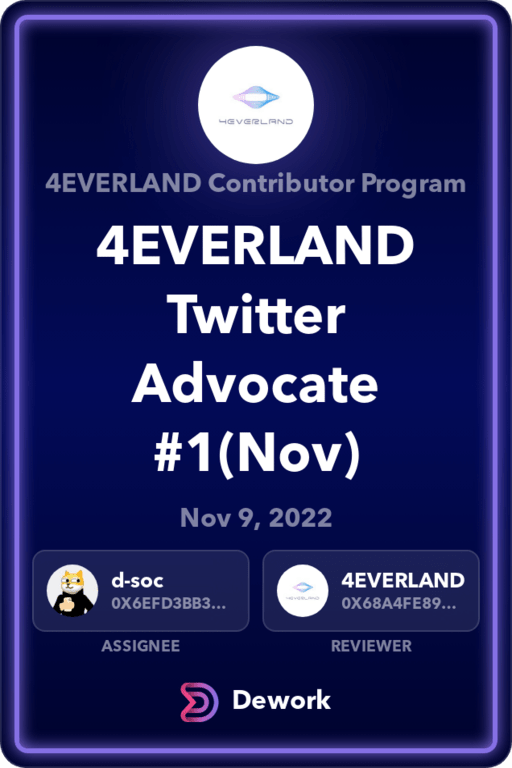 4EVERLAND
4EVERLAND Contributor Program
4EVERLAND
Twitter
Advocate
#1(Nov)
Nov 9, 2022
d-soc
0X6EFD3BB3...
4EVERLAND
4EVERLAND
0X68A4FE89...
ASSIGNEE
REVIEWER
Dework